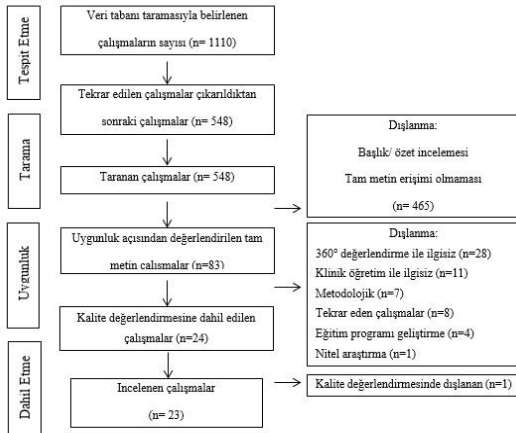 Tespit Etme
Veri tabanı taramasıyla belirlenen
çalışmaların sayısı (n= 1110)
Tekrar edilen çalışmalar çıkarıldıktan
sonraki çalışmalar (n= 548)
Tarama
Taranan çalışmalar (n= 548)
Dışlanma:
Başlık/ özet incelemesi
Tam metin erişimi olmaması
(n= 465)
Uygunluk
Uygunluk açısından değerlendirilen tam
metin calısmalar (n=83)
Dışlanma:
360° değerlendirme ile ilgisiz (n=28)
Klinik öğretim ile ilgisiz (n=11)
Metodolojik (n=7)
Tekrar eden çalışmalar (n=8)
Eğitim programı geliştirme (n=4)
Nitel araştırma (n=1)
Kalite değerlendirmesine dahil edilen
çalışmalar (n=24)
Dahil Etme
İncelenen çalışmalar
(n= 23)
Kalite değerlendirmesinde dışlanan (n=1)